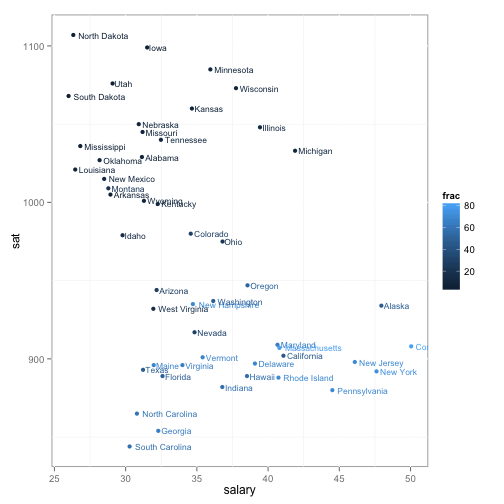 North Dakota
1100
Iowa
Minnesota
Wisconsin
Utah
South Dakota
Kansas
Nebraska
Illinois
Missouri
Tennessee
Mississippi
Michigan
Alabama
Oklahoma
Louisiana
New Mexico
Montana
Arkansas
Wyoming
1000
Kentucky
frac
80
60
40
20
Idaho
Colorado
Ohio
sat
Oregon
Arizona
Washington
New Hampshire
Alaska
West Virginia
Nevada
Maryland
Massachusetts
Co
California
900
Vermont
New Jersey
Maine
Virginia
Delaware
Texas
New York
Florida
Hawaii
Rhode Island
Indiana
Pennsylvania
North Carolina
Georgia
South Carolina
25 30 35 40 45 50
salary